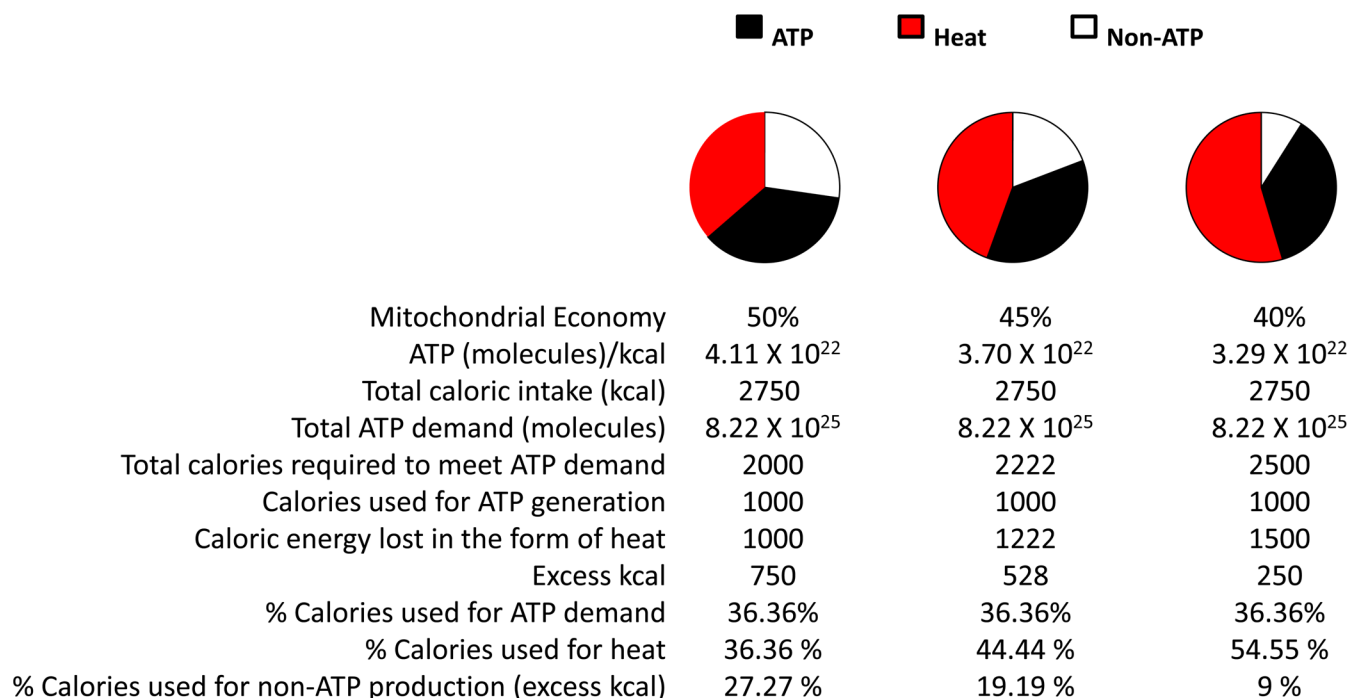 ATP Heat Non-ATP
Mitochondrial Economy 50% 45% 40%
ATP (molecules)/kcal 4.11 X 10²² 3.70 X 10²² 3.29 X 10²²
Total caloric intake (kcal) 2750 2750 2750
Total ATP demand (molecules) 8.22 X 10²⁵ 8.22 X 10²⁵ 8.22 X 10²⁵
Total calories required to meet ATP demand 2000 2222 2500
Calories used for ATP generation 1000 1000 1000
Caloric energy lost in the form of heat 1000 1222 1500
Excess kcal 750 528 250
% Calories used for ATP demand 36.36% 36.36% 36.36%
% Calories used for heat 36.36 % 44.44 % 54.55 %
% Calories used for non-ATP production (excess kcal) 27.27 % 19.19 % 9 %